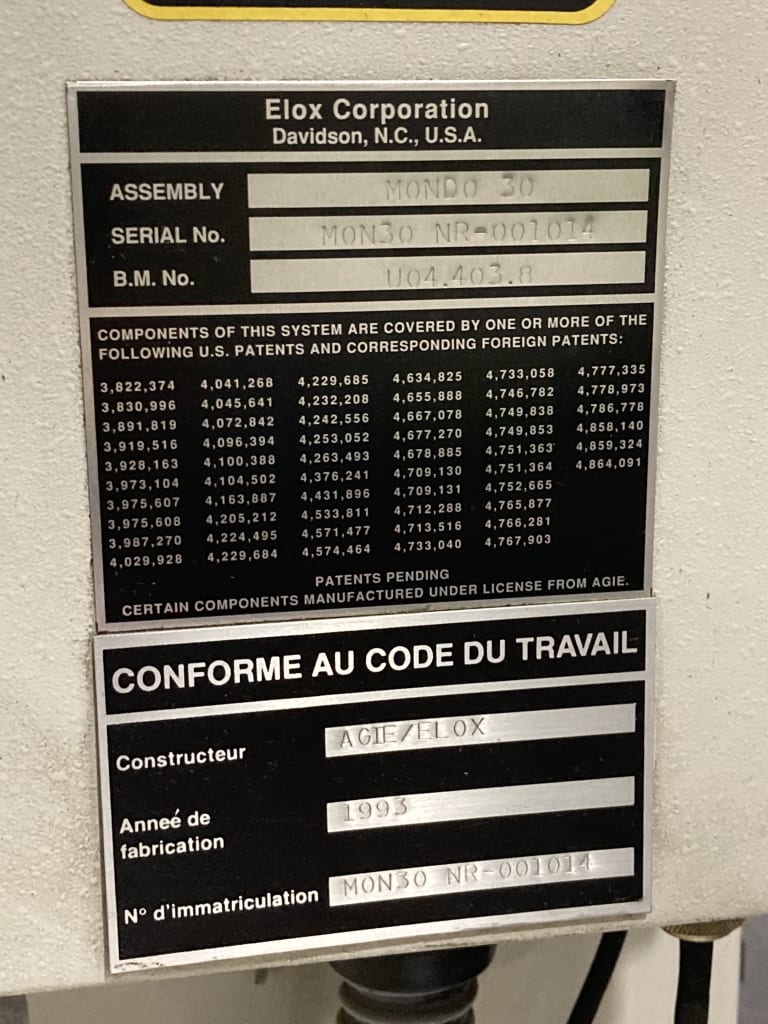 Elox Corporation
Davidson, N.C., U.S.A.
ASSEMBLY MONDO 30
SERIAL No. MON30 NR-001014
B.M. No. U04.403.8
COMPONENTS OF THIS SYSTEM ARE COVERED BY ONE OR MORE OF THE
FOLLOWING U.S. PATENTS AND CORRESPONDING FOREIGN PATENTS:
3,822,374 4,041,268 4,229,685 4,634,825 4,733,058 4,777,335
3,830,996 4,045,641 4,232,208 4,655,888 4,746,782 4,778,973
3,891,819 4,072,842 4,242,556 4,667,078 4,749,838 4,786,778
3,919,516 4,096,394 4,253,052 4,677,270 4,749,853 4,858,140
3,928,163 4,100,388 4,263,493 4,678,885 4,751,363 4,859,324
3,973,104 4,104,502 4,376,241 4,709,130 4,751,364 4,864,091
3,975,607 4,163,887 4,431,896 4,709,131 4,752,665
3,975,608 4,205,212 4,533,811 4,712,288 4,765,877
3,987,270 4,224,495 4,571,477 4,713,516 4,766,281
4,029,928 4,229,684 4,574,464 4,733,040 4,767,903
PATENTS PENDING
CERTAIN COMPONENTS MANUFACTURED UNDER LICENSE FROM AGIE.
CONFORME AU CODE DU TRAVAIL
Constructeur AGIE/ELOX
Anneé de
fabrication 1993
N° d'immatriculation MON30 NR-001014